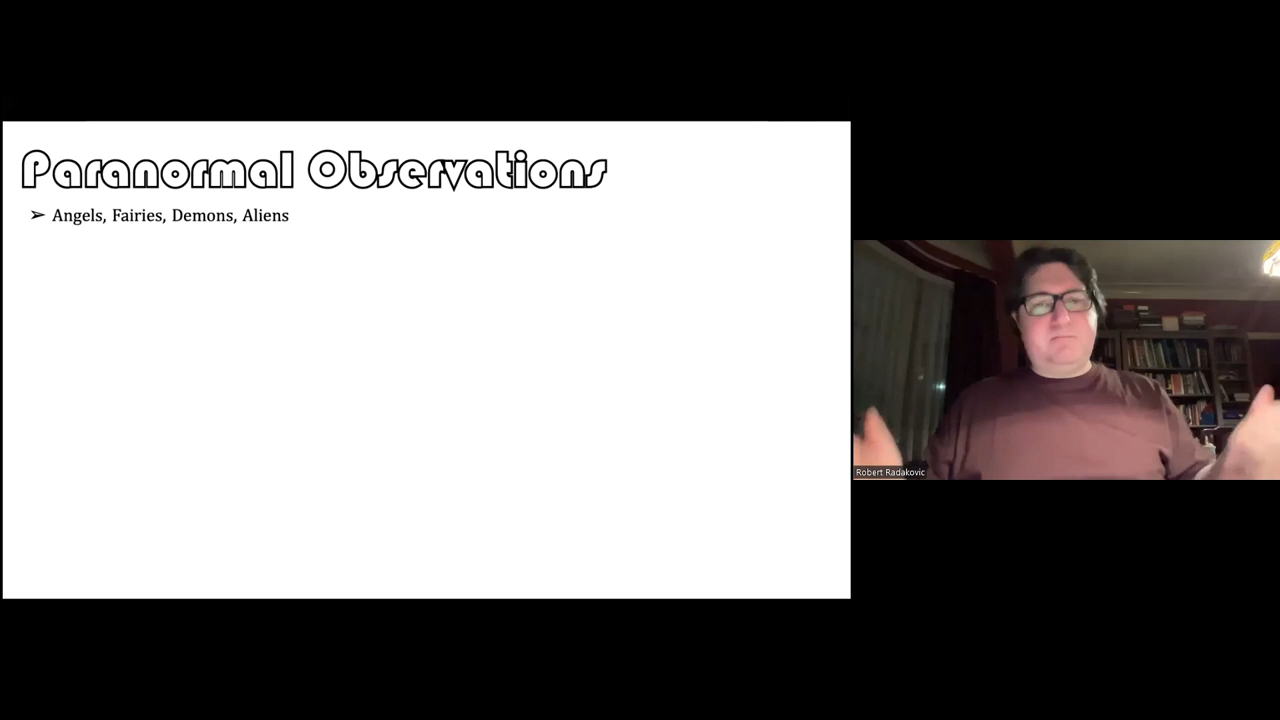 Paranormal Observations
➢ Angels, Fairies, Demons, Aliens
Robert Radakovic